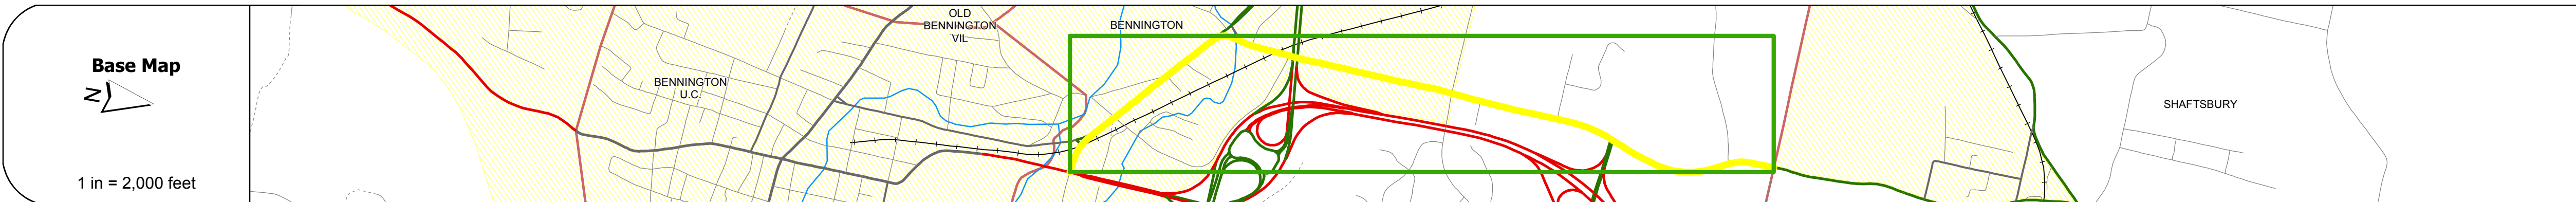 Base Map
N
1 in = 2,000 feet
BENNINGTON
U.C.
OLD
BENNINGTON
VIL
BENNINGTON
SHAFTSBURY